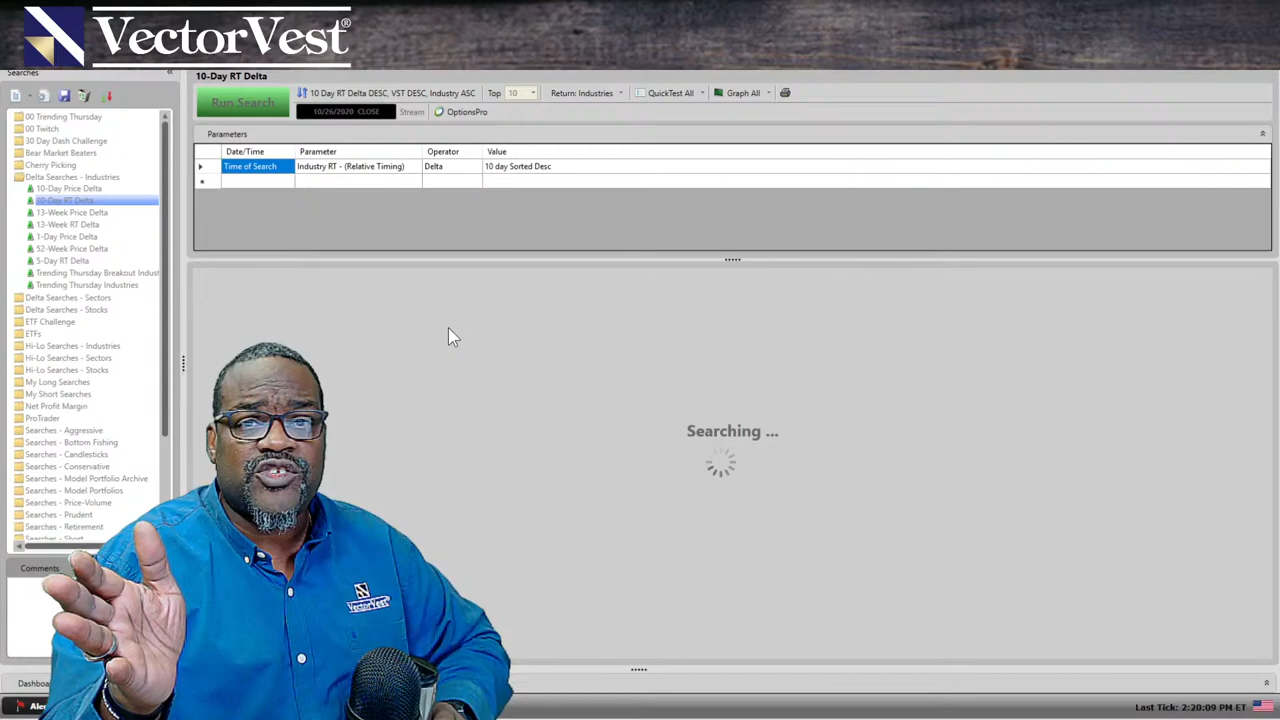 VectorVest®
Searches
10-Day RT Delta
Run Search
10 Day RT Delta DESC, VST DESC, Industry ASC
Top 10
Return: Industries
QuickTest All
Graph All
10/26/2020 CLOSE
Stream
OptionsPro
Parameters
Date/Time Parameter Operator Value
Time of Search Industry RT - (Relative Timing) Delta 10 day Sorted Desc
00 Trending Thursday
00 Twitch
30 Day Dash Challenge
Bear Market Beaters
Cherry Picking
Delta Searches - Industries
10-Day Price Delta
10-Day RT Delta
13-Week Price Delta
13-Week RT Delta
1-Day Price Delta
52-Week Price Delta
5-Day RT Delta
Trending Thursday Breakout Indust
Trending Thursday Industries
Delta Searches - Sectors
Delta Searches - Stocks
ETF Challenge
ETFs
Hi-Lo Searches - Industries
Hi-Lo Searches - Sectors
Hi-Lo Searches - Stocks
My Long Searches
My Short Searches
Net Profit Margin
ProTrader
Searches - Aggressive
Searches - Bottom Fishing
Searches - Candlesticks
Searches - Conservative
Searches - Model Portfolio Archive
Searches - Model Portfolios
Searches - Price-Volume
Searches - Prudent
Searches - Retirement
Searches - Short
Searching ...
Comments
VectorVest
Dashboa
Aler
Last Tick: 2:20:09 PM ET